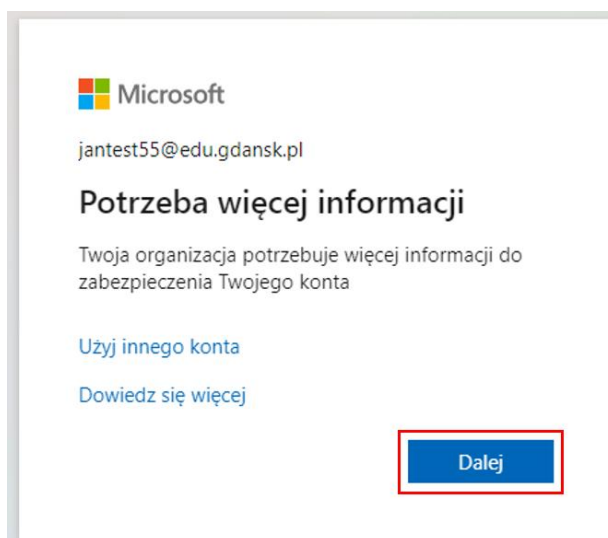 Microsoft
jantest55@edu.gdansk.pl
Potrzeba więcej informacji
Twoja organizacja potrzebuje więcej informacji do
zabezpieczenia Twojego konta
Użyj innego konta
Dowiedz się więcej
Dalej